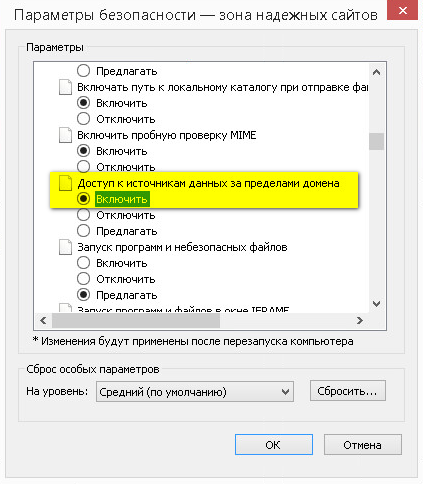 Параметры безопасности — зона надежных сайтов
Параметры
Предлагать
Включать путь к локальному каталогу при отправке фай
Включить
Отключить
Включить пробную проверку MIME
Включить
Отключить
Доступ к источникам данных за пределами домена
Включить
Отключить
Предлагать
Запуск программ и небезопасных файлов
Включить
Отключить
Предлагать
Запуск программ и файлов в окне IFRAME
* Изменения будут применены после перезапуска компьютера
Сброс особых параметров
На уровень: Средний (по умолчанию) Сбросить...
ОК Отмена